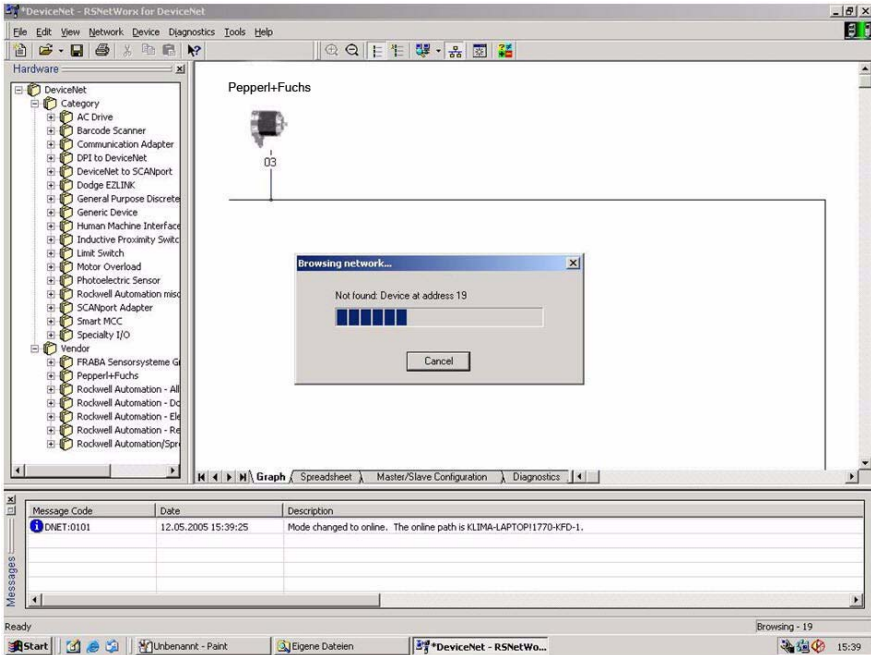 *DeviceNet - RSNetWorx for DeviceNet
File Edit View Network Device Diagnostics Tools Help
Hardware
DeviceNet
Category
AC Drive
Barcode Scanner
Communication Adapter
DPI to DeviceNet
DeviceNet to SCANport
Dodge EZLINK
General Purpose Discrete
Generic Device
Human Machine Interface
Inductive Proximity Switc
Limit Switch
Motor Overload
Photoelectric Sensor
Rockwell Automation misc
SCANport Adapter
Smart MCC
Specialty I/O
Vendor
FRABA Sensorsysteme G
Pepperl+Fuchs
Rockwell Automation - All
Rockwell Automation - Do
Rockwell Automation - Ele
Rockwell Automation - Re
Rockwell Automation/Spr
Pepperl+Fuchs
03
Browsing network...
Not found: Device at address 19
Cancel
Graph Spreadsheet Master/Slave Configuration Diagnostics
Messages
Message Code Date Description
DNET:0101 12.05.2005 15:39:25 Mode changed to online. The online path is KLIMA-LAPTOP!1770-KFD-1.
Ready Browsing - 19
Start Unbenannt - Paint Eigene Dateien *DeviceNet - RSNetWo... 15:39